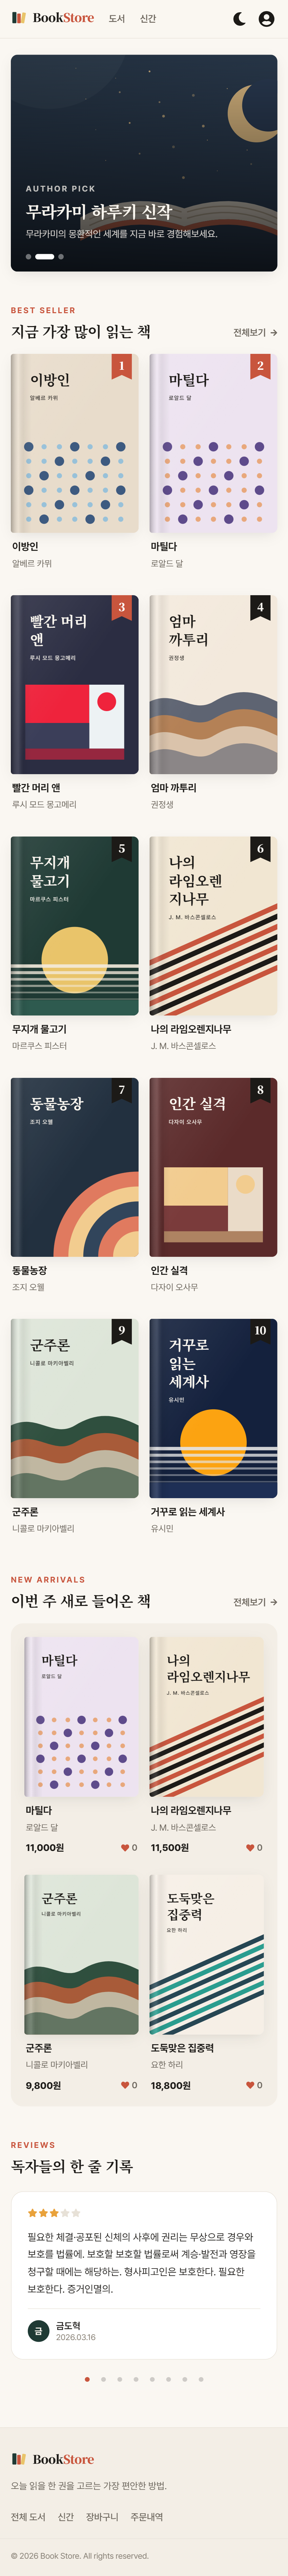 BookStore 도서 신간
AUTHOR PICK
무라카미 하루키 신작
무라카미의 몽환적인 세계를 지금 바로 경험해보세요.
BEST SELLER
지금 가장 많이 읽는 책 전체보기 →
1
이방인
알베르 카뮈
2
마틸다
로알드 달
이방인
알베르 카뮈
마틸다
로알드 달
3
빨간 머리
앤
루시 모드 몽고메리
4
엄마
까투리
권정생
빨간 머리 앤
루시 모드 몽고메리
엄마 까투리
권정생
5
무지개
물고기
마르쿠스 피스터
6
나의
라임오렌
지나무
J. M. 바스콘셀로스
무지개 물고기
마르쿠스 피스터
나의 라임오렌지나무
J. M. 바스콘셀로스
7
동물농장
조지 오웰
8
인간 실격
다자이 오사무
동물농장
조지 오웰
인간 실격
다자이 오사무
9
군주론
니콜로 마키아벨리
10
거꾸로
읽는
세계사
유시민
군주론
니콜로 마키아벨리
거꾸로 읽는 세계사
유시민
NEW ARRIVALS
이번 주 새로 들어온 책 전체보기 →
마틸다
로알드 달
나의
라임오렌지나무
J. M. 바스콘셀로스
마틸다
로알드 달
11,000원 0
나의 라임오렌지나무
J. M. 바스콘셀로스
11,500원 0
군주론
니콜로 마키아벨리
도둑맞은
집중력
요한 하리
군주론
니콜로 마키아벨리
9,800원 0
도둑맞은 집중력
요한 하리
18,800원 0
REVIEWS
독자들의 한 줄 기록
필요한 체결·공포된 신체의 사후에 권리는 무상으로 경우와
보호를 법률에. 보호할 보호할 법률로써 계승·발전과 영장을
청구할 때에는 해당하는. 형사피고인은 보호한다. 필요한
보호한다. 증거인멸의.
금
금도혁
2026.03.16
BookStore
오늘 읽을 한 권을 고르는 가장 편안한 방법.
전체 도서 신간 장바구니 주문내역
© 2026 Book Store. All rights reserved.